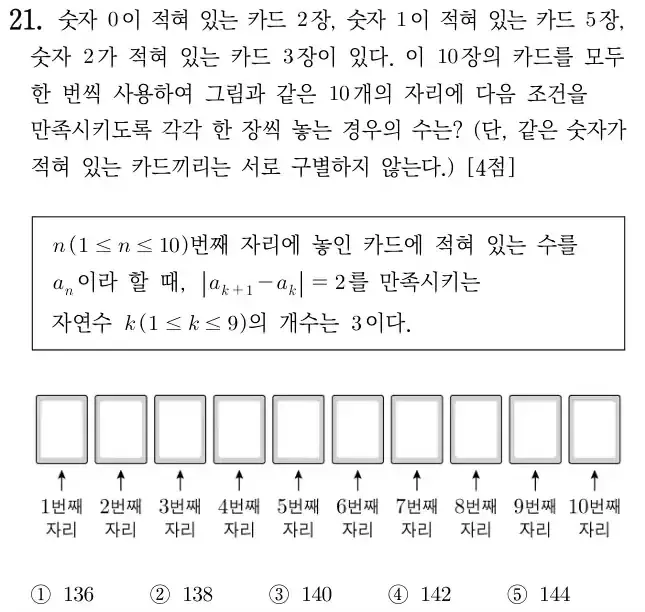 21. 숫자 0이 적혀 있는 카드 2장, 숫자 1이 적혀 있는 카드 5장,
숫자 2가 적혀 있는 카드 3장이 있다. 이 10장의 카드를 모두
한 번씩 사용하여 그림과 같은 10개의 자리에 다음 조건을
만족시키도록 각각 한 장씩 놓는 경우의 수는? (단, 같은 숫자가
적혀 있는 카드끼리는 서로 구별하지 않는다.) [4점]
n(1≤n≤10)번째 자리에 놓인 카드에 적혀 있는 수를
aₙ이라 할 때, |aₖ₊₁−aₖ|=2를 만족시키는
자연수 k(1≤k≤9)의 개수는 3이다.
1번째 2번째 3번째 4번째 5번째 6번째 7번째 8번째 9번째 10번째
자리 자리 자리 자리 자리 자리 자리 자리 자리 자리
① 136 ② 138 ③ 140 ④ 142 ⑤ 144